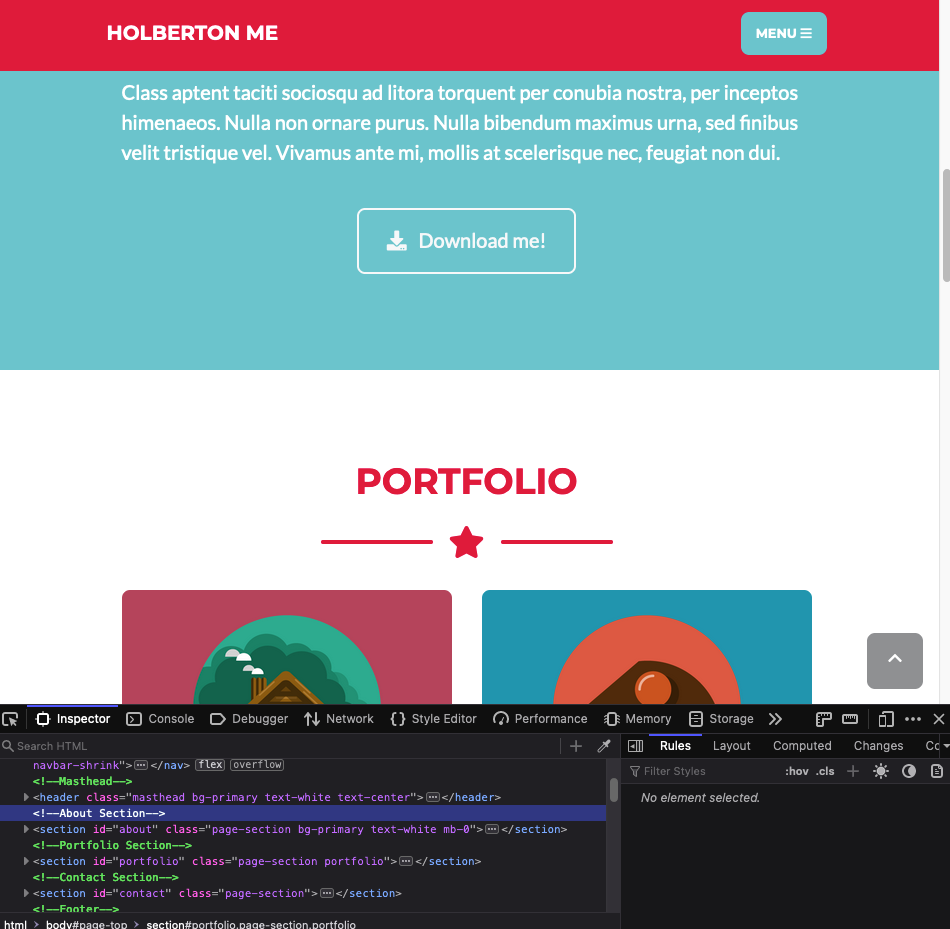 HOLBERTON ME
MENU
Class aptent taciti sociosqu ad litora torquent per conubia nostra, per inceptos
himenaeos. Nulla non ornare purus. Nulla bibendum maximus urna, sed finibus
velit tristique vel. Vivamus ante mi, mollis at scelerisque nec, feugiat non dui.
Download me!
PORTFOLIO
Inspector Console Debugger Network Style Editor Performance Memory Storage
Search HTML
Rules Layout Computed Changes Co
navbar-shrink"> </nav> flex overflow
Filter Styles :hov .cls
<!--Masthead-->
No element selected.
<header class="masthead bg-primary text-white text-center"> </header>
<!--About Section-->
<section id="about" class="page-section bg-primary text-white mb-0"> </section>
<!--Portfolio Section-->
<section id="portfolio" class="page-section portfolio"> </section>
<!--Contact Section-->
<section id="contact" class="page-section"> </section>
<!--Footer-->
html > body#page-top > section#portfolio.page-section.portfolio